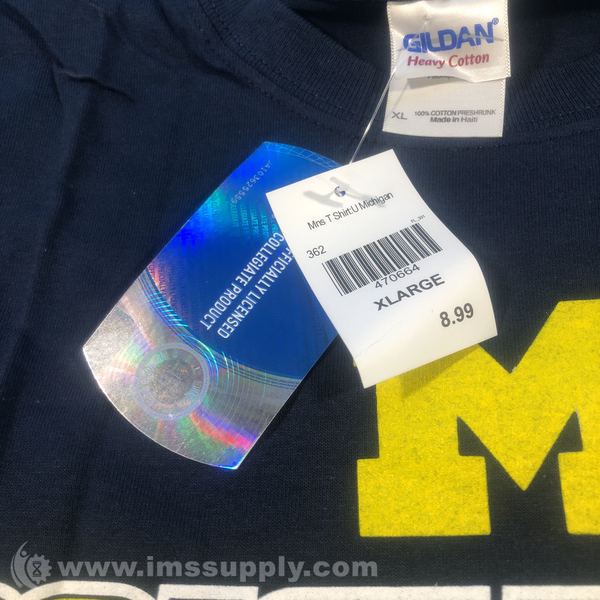 GILDAN®
Heavy Cotton
XL
100% COTTON PRESHRUNK
Made in Haiti
Mns T Shirt:U Michigan
362
470664
XLARGE
8.99
OFFICIALLY LICENSED
COLLEGIATE PRODUCT
M
www.imssupply.com